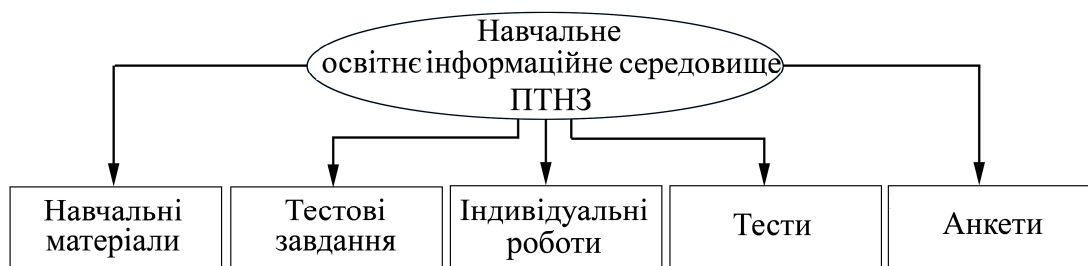 Навчальне
освітнє інформаційне середовище
ПТНЗ
Навчальні
матеріали
Тестові
завдання
Індивідуальні
роботи
Тести
Анкети